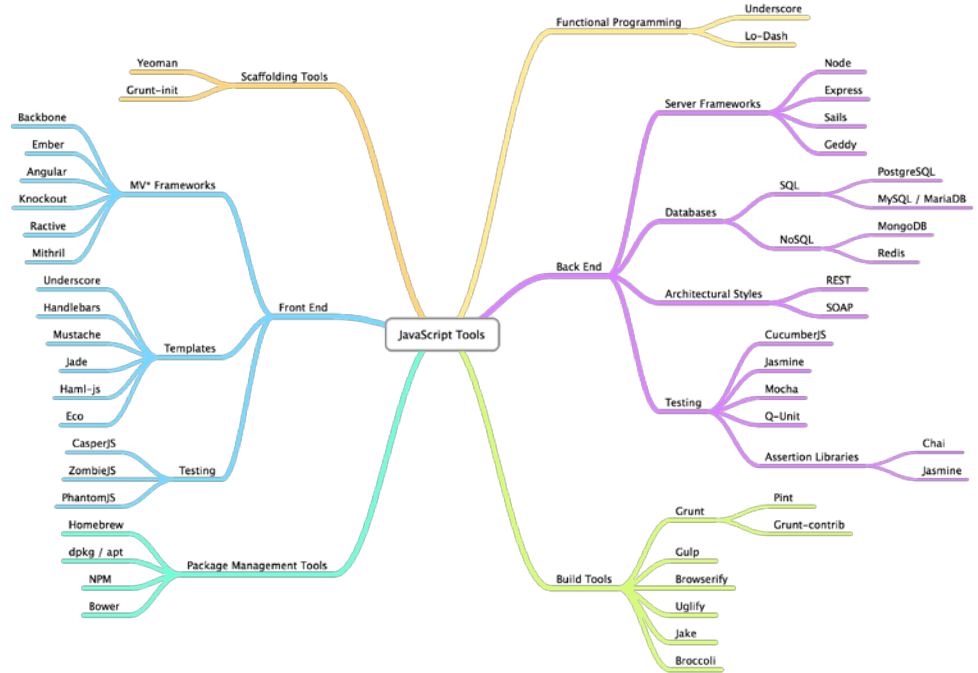 JavaScript Tools
Functional Programming
Underscore
Lo-Dash
Back End
Server Frameworks
Node
Express
Sails
Geddy
Databases
SQL
PostgreSQL
MySQL / MariaDB
NoSQL
MongoDB
Redis
Architectural Styles
REST
SOAP
Testing
CucumberJS
Jasmine
Mocha
Q-Unit
Assertion Libraries
Chai
Jasmine
Build Tools
Grunt
Pint
Grunt-contrib
Gulp
Browserify
Uglify
Jake
Broccoli
Scaffolding Tools
Yeoman
Grunt-init
Front End
MV* Frameworks
Backbone
Ember
Angular
Knockout
Ractive
Mithril
Templates
Underscore
Handlebars
Mustache
Jade
Haml-js
Eco
Testing
CasperJS
ZombieJS
PhantomJS
Package Management Tools
Homebrew
dpkg / apt
NPM
Bower